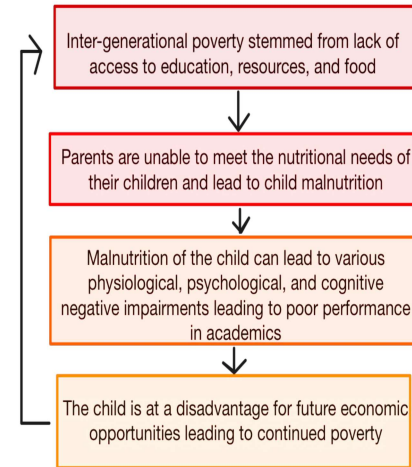 Inter-generational poverty stemmed from lack of
access to education, resources, and food
Parents are unable to meet the nutritional needs of
their children and lead to child malnutrition
Malnutrition of the child can lead to various
physiological, psychological, and cognitive
negative impairments leading to poor performance
in academics
The child is at a disadvantage for future economic
opportunities leading to continued poverty